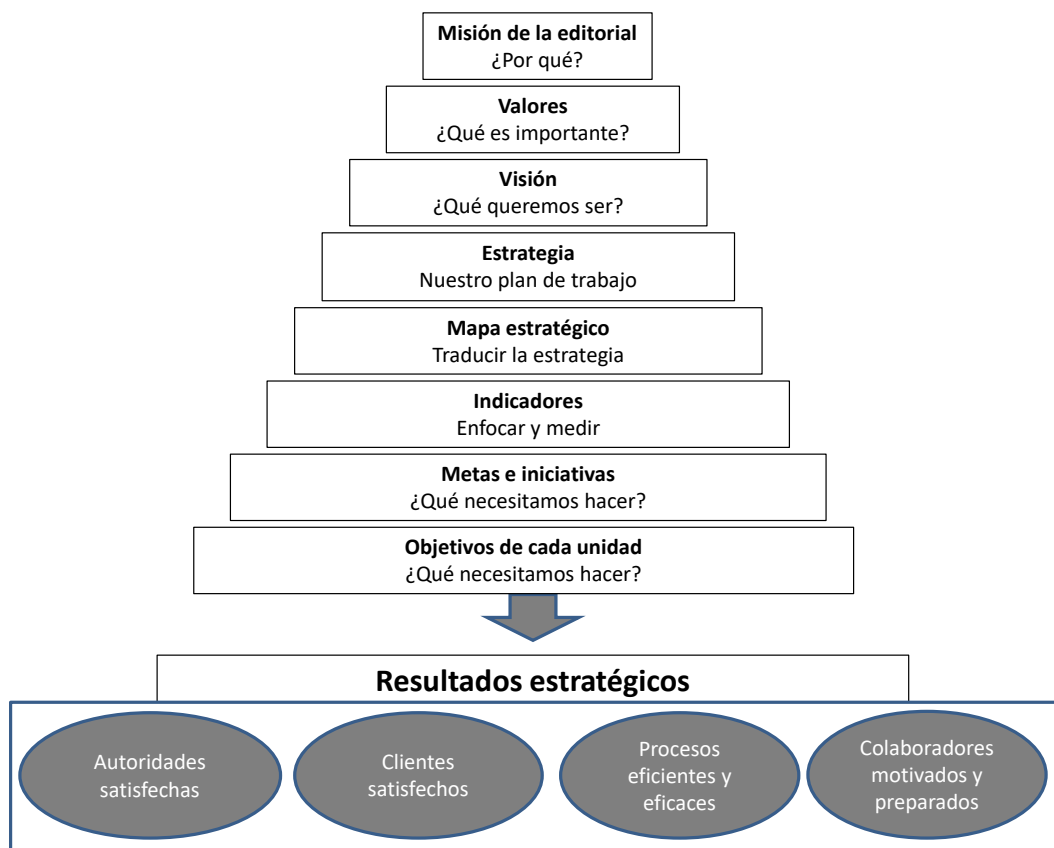 Misión de la editorial
¿Por qué?
Valores
¿Qué es importante?
Visión
¿Qué queremos ser?
Estrategia
Nuestro plan de trabajo
Mapa estratégico
Traducir la estrategia
Indicadores
Enfocar y medir
Metas e iniciativas
¿Qué necesitamos hacer?
Objetivos de cada unidad
¿Qué necesitamos hacer?
Resultados estratégicos
Autoridades
satisfechas
Clientes
satisfechos
Procesos
eficientes y
eficaces
Colaboradores
motivados y
preparados